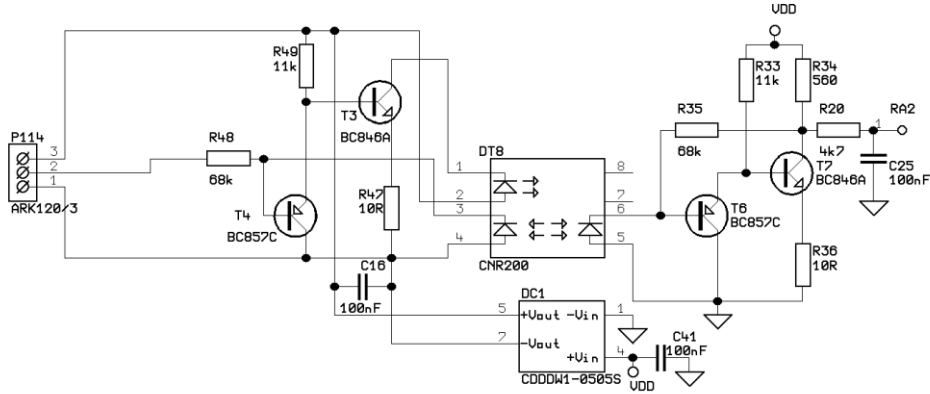 VDD
R49
11k
R33
11k
R34
560
T3
BC846A
R35
68k
R20
4k7
RA2
1
P114
3
2
1
ARK120/3
R48
68k
T4
BC857C
R47
10R
DT8
1
2
3
4
8
7
6
5
CNR200
T6
BC857C
T7
BC846A
C25
100nF
R36
10R
C16
100nF
DC1
5
7
+Vout
-Vin
-Vout
+Vin
1
4
CDDDW1-0505S
VDD
C41
100nF